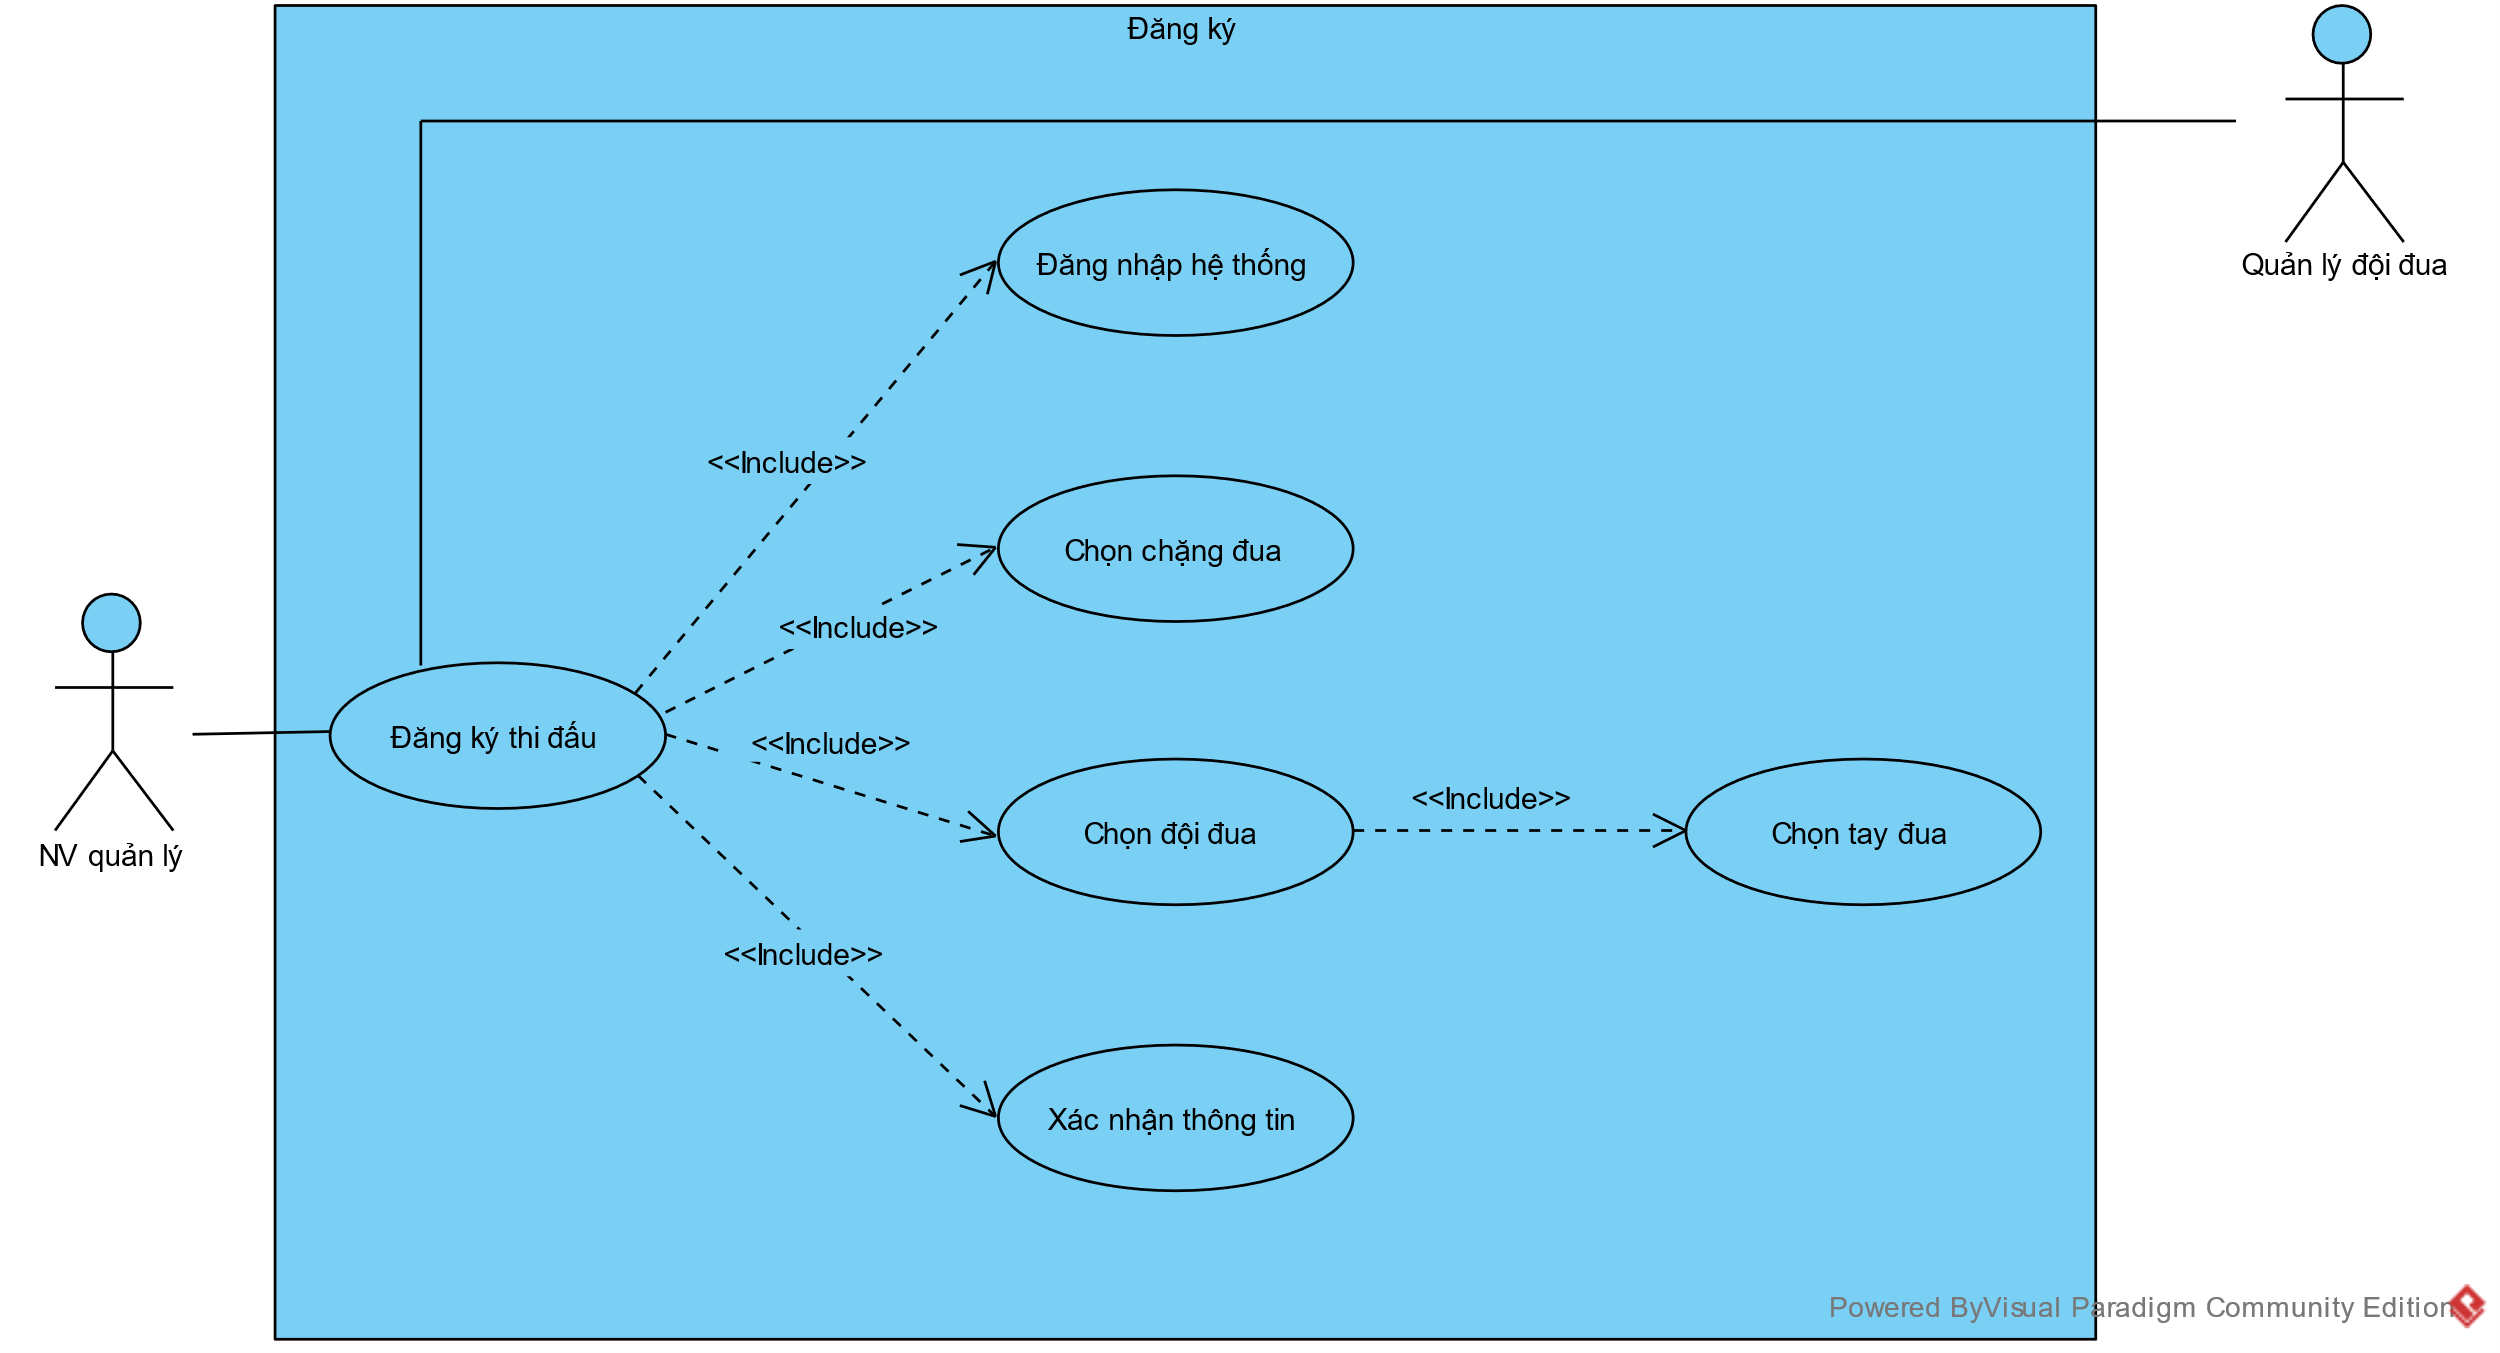 Đăng ký
Quản lý đội đua
Đăng nhập hệ thống
<<Include>>
Chọn chặng đua
<<Include>>
NV quản lý
Đăng ký thi đấu
<<Include>>
Chọn đội đua
<<Include>>
Chọn tay đua
<<Include>>
Xác nhận thông tin
Powered ByVisual Paradigm Community Edition